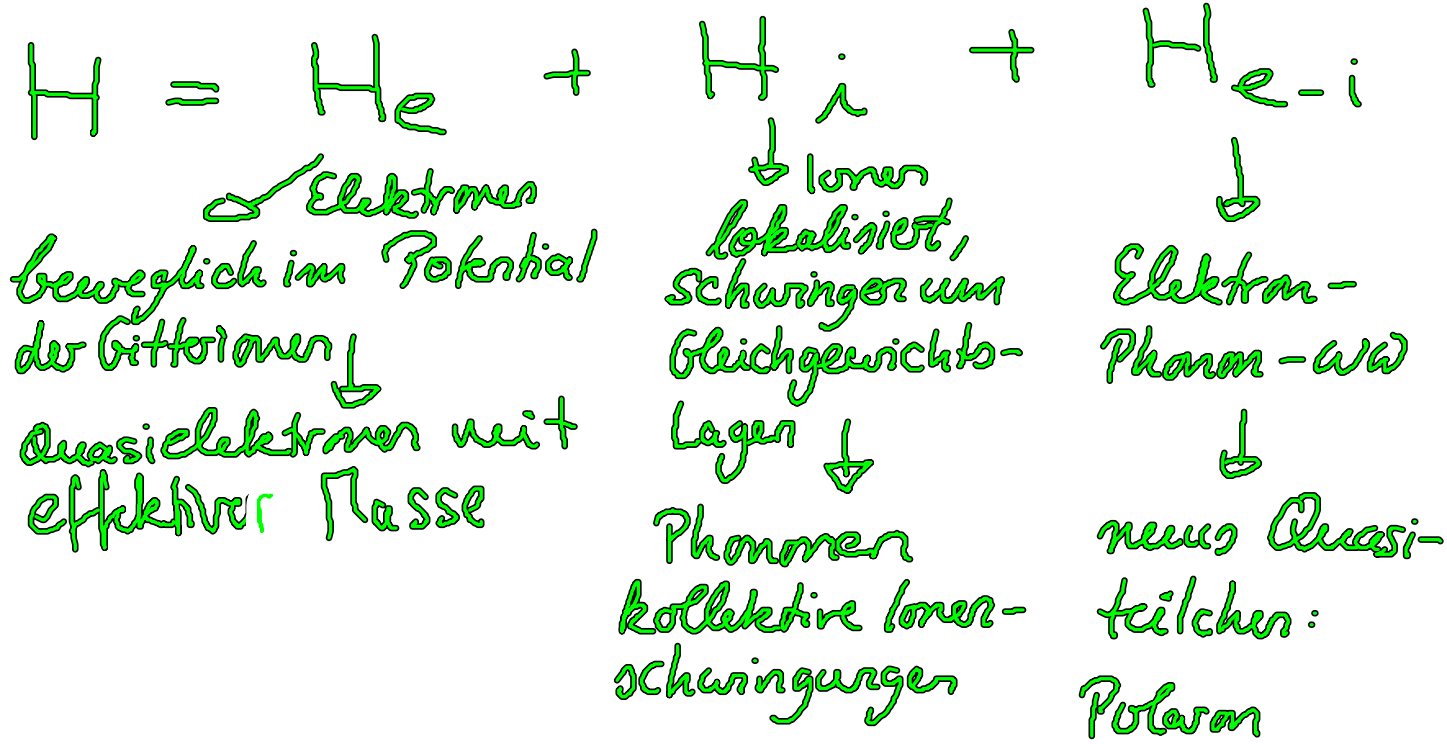 H = He + Hi + He-i
Elektronen
beweglich im Potential
der Gitterionen
Quasielektronen mit
effektiver Masse
Ionen
lokalisiert,
schwingen um
Gleichgewichts-
Lagen
Phononen
kollektive Ionen-
schwingungen
Elektron-
Phonon-WW
neues Quasi-
teilchen:
Polaron